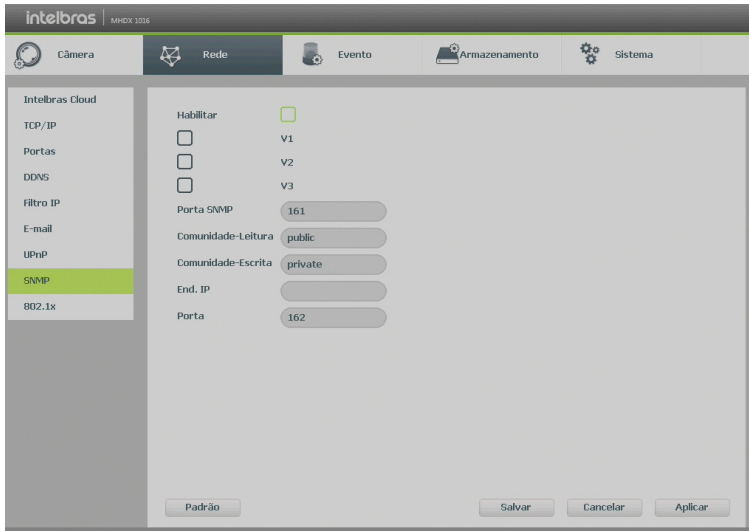 intelbras MHDX 1016
Câmera Rede Evento Armazenamento Sistema
Intelbras Cloud
TCP/IP
Portas
DDNS
Filtro IP
E-mail
UPnP
SNMP
802.1x
Habilitar
V1
V2
V3
Porta SNMP 161
Comunidade-Leitura public
Comunidade-Escrita private
End. IP
Porta 162
Padrão Salvar Cancelar Aplicar